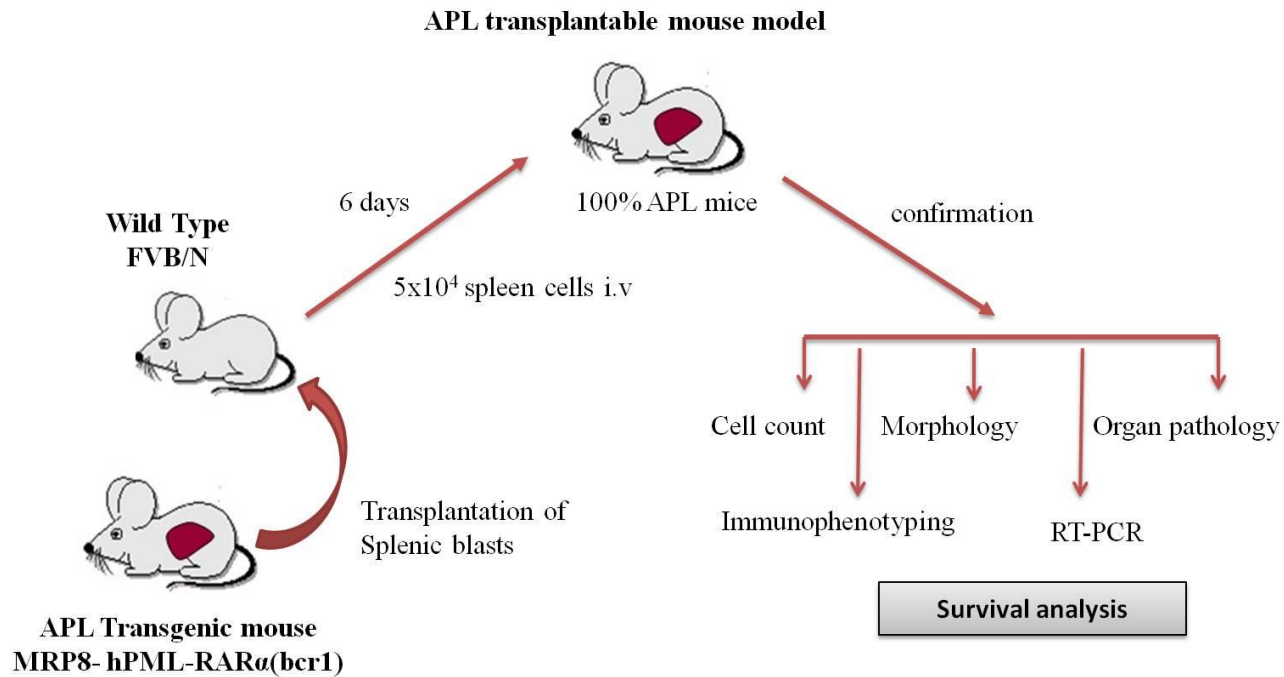 APL transplantable mouse model
100% APL mice
6 days
confirmation
Wild Type
FVB/N
5x10⁴ spleen cells i.v
Cell count
Morphology
Organ pathology
Transplantation of
Splenic blasts
Immunophenotyping
RT-PCR
Survival analysis
APL Transgenic mouse
MRP8- hPML-RARα(bcr1)